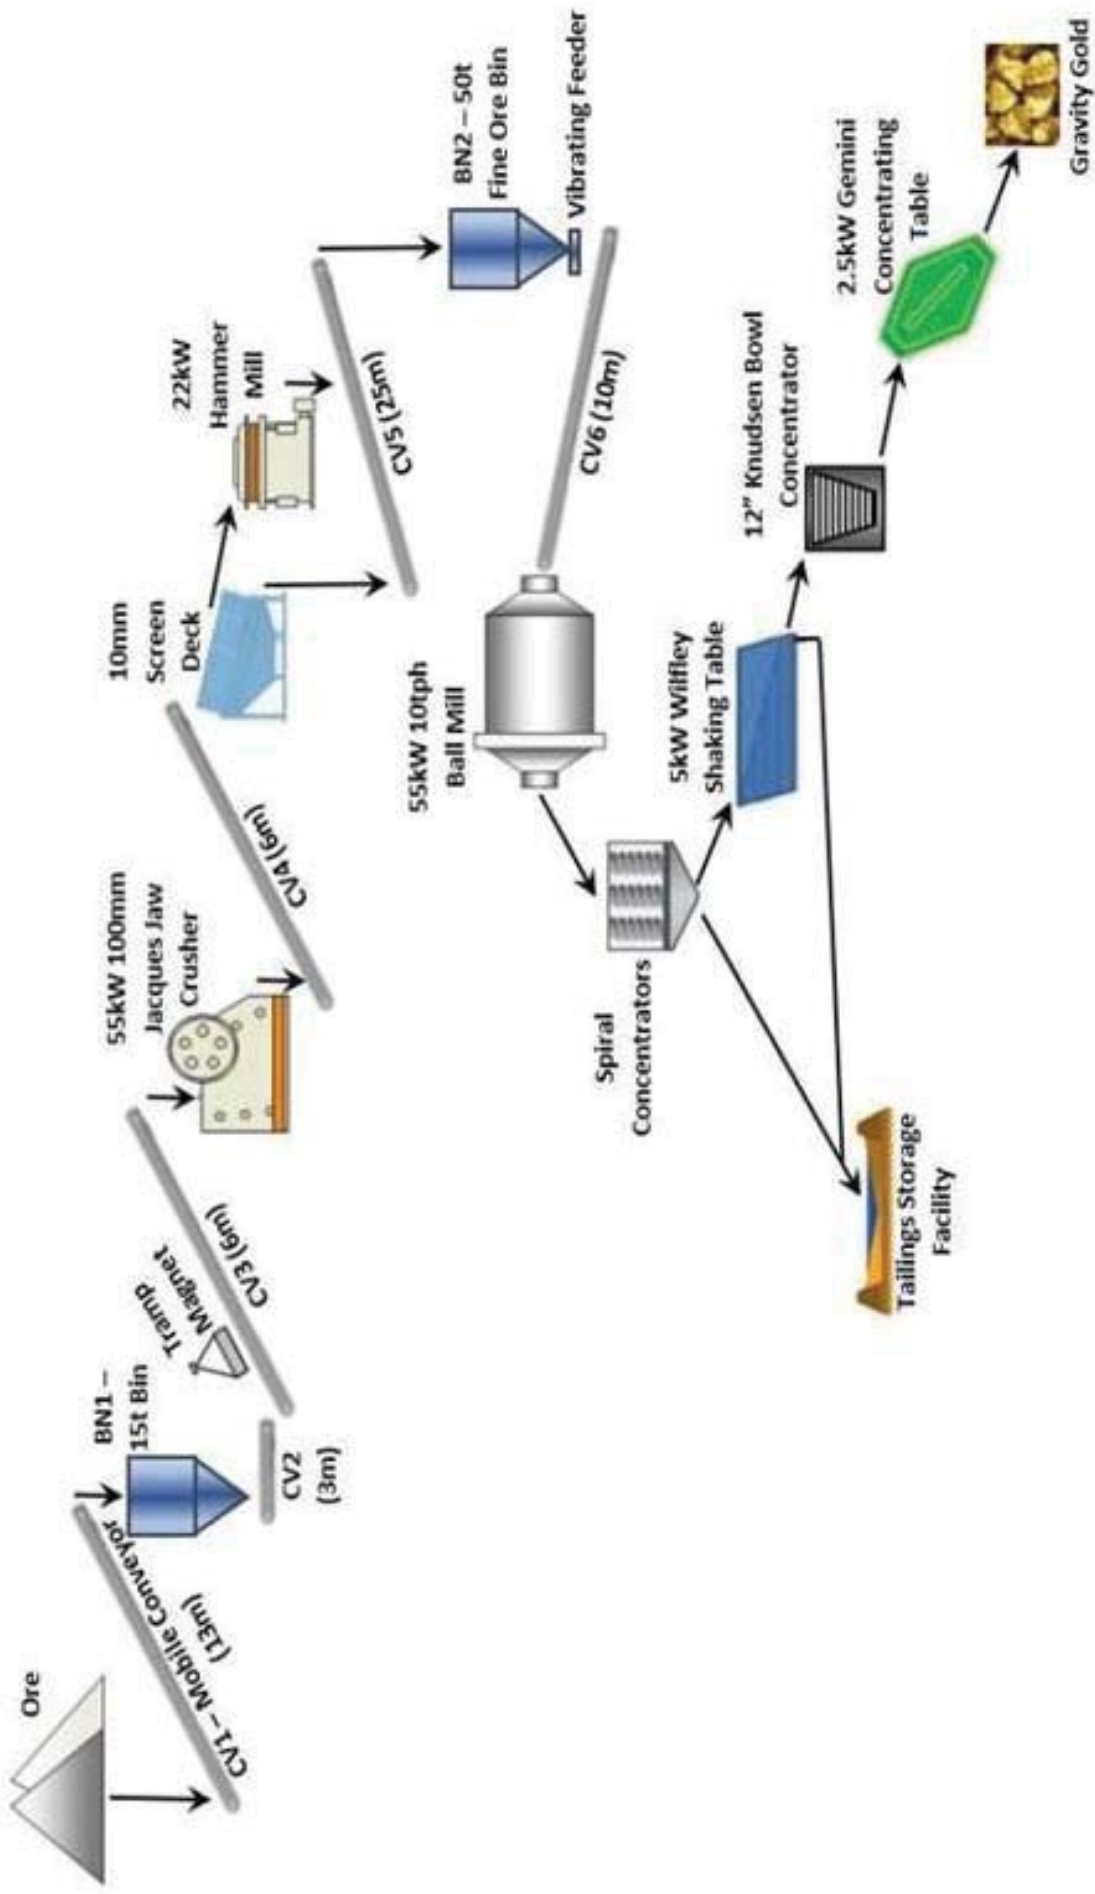 Ore
CV1 – Mobile Conveyor
(13m)
BN1 –
15t Bin
CV2
(3m)
Tramp
Magnet
CV3 (6m)
55kW 100mm
Jacques Jaw
Crusher
CV4 (6m)
10mm
Screen
Deck
22kW
Hammer
Mill
CV5 (25m)
BN2 – 50t
Fine Ore Bin
Vibrating Feeder
CV6 (10m)
55kW 10tph
Ball Mill
Spiral
Concentrators
5kW Wilfley
Shaking Table
12” Knudsen Bowl
Concentrator
2.5kW Gemini
Concentrating
Table
Gravity Gold
Tailings Storage
Facility